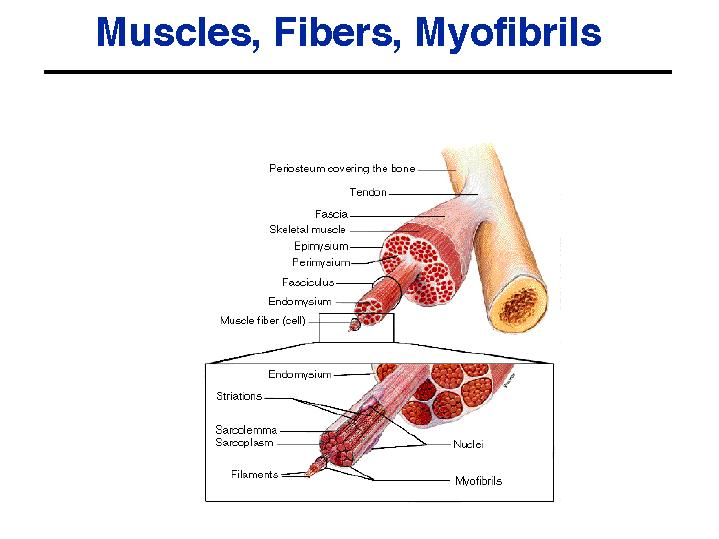 Muscles, Fibers, Myofibrils
Periosteum covering the bone
Tendon
Fascia
Skeletal muscle
Epimysium
Perimysium
Fasciculus
Endomysium
Muscle fiber (cell)
Endomysium
Striations
Sarcolemma
Sarcoplasm
Nuclei
Filaments
Myofibrils